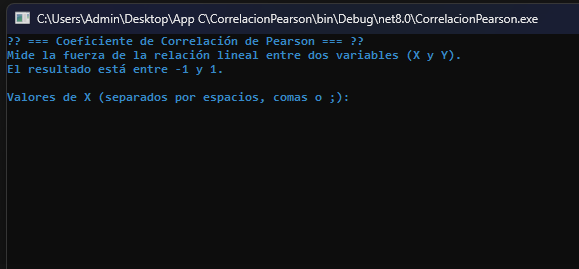 C:\Users\Admin\Desktop\App C\CorrelacionPearson\bin\Debug\net8.0\CorrelacionPearson.exe
?? === Coeficiente de Correlación de Pearson === ??
Mide la fuerza de la relación lineal entre dos variables (X y Y).
El resultado está entre -1 y 1.
Valores de X (separados por espacios, comas o ;):